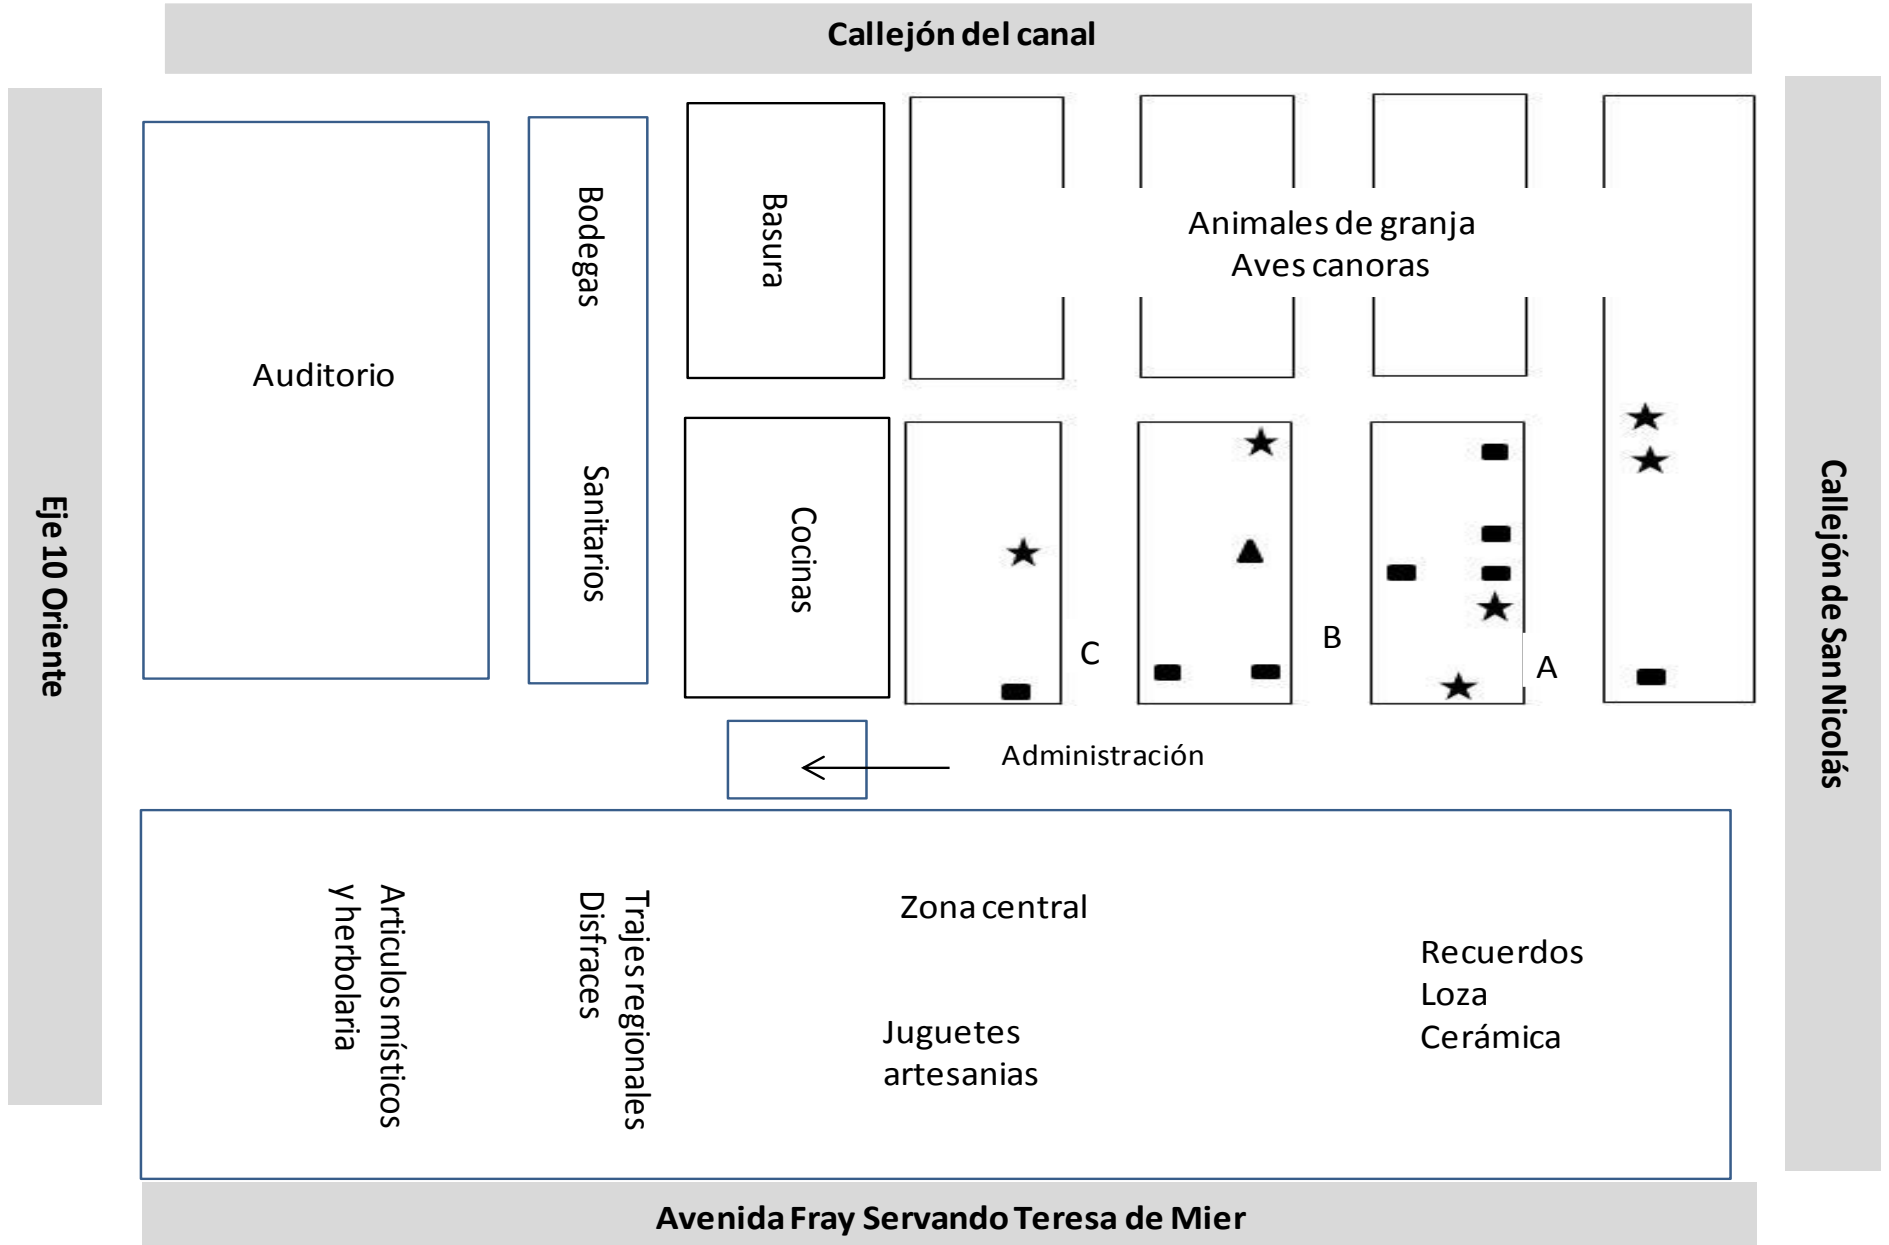 Callejón del canal
Eje 10 Oriente
Auditorio
Bodegas
Sanitarios
Basura
Cocinas
Animales de granja
Aves canoras
C
B
A
Callejón de San Nicolás
Administración
Articulos místicos
y herbolaria
Trajes regionales
Disfraces
Zona central
Juguetes
artesanias
Recuerdos
Loza
Cerámica
Avenida Fray Servando Teresa de Mier